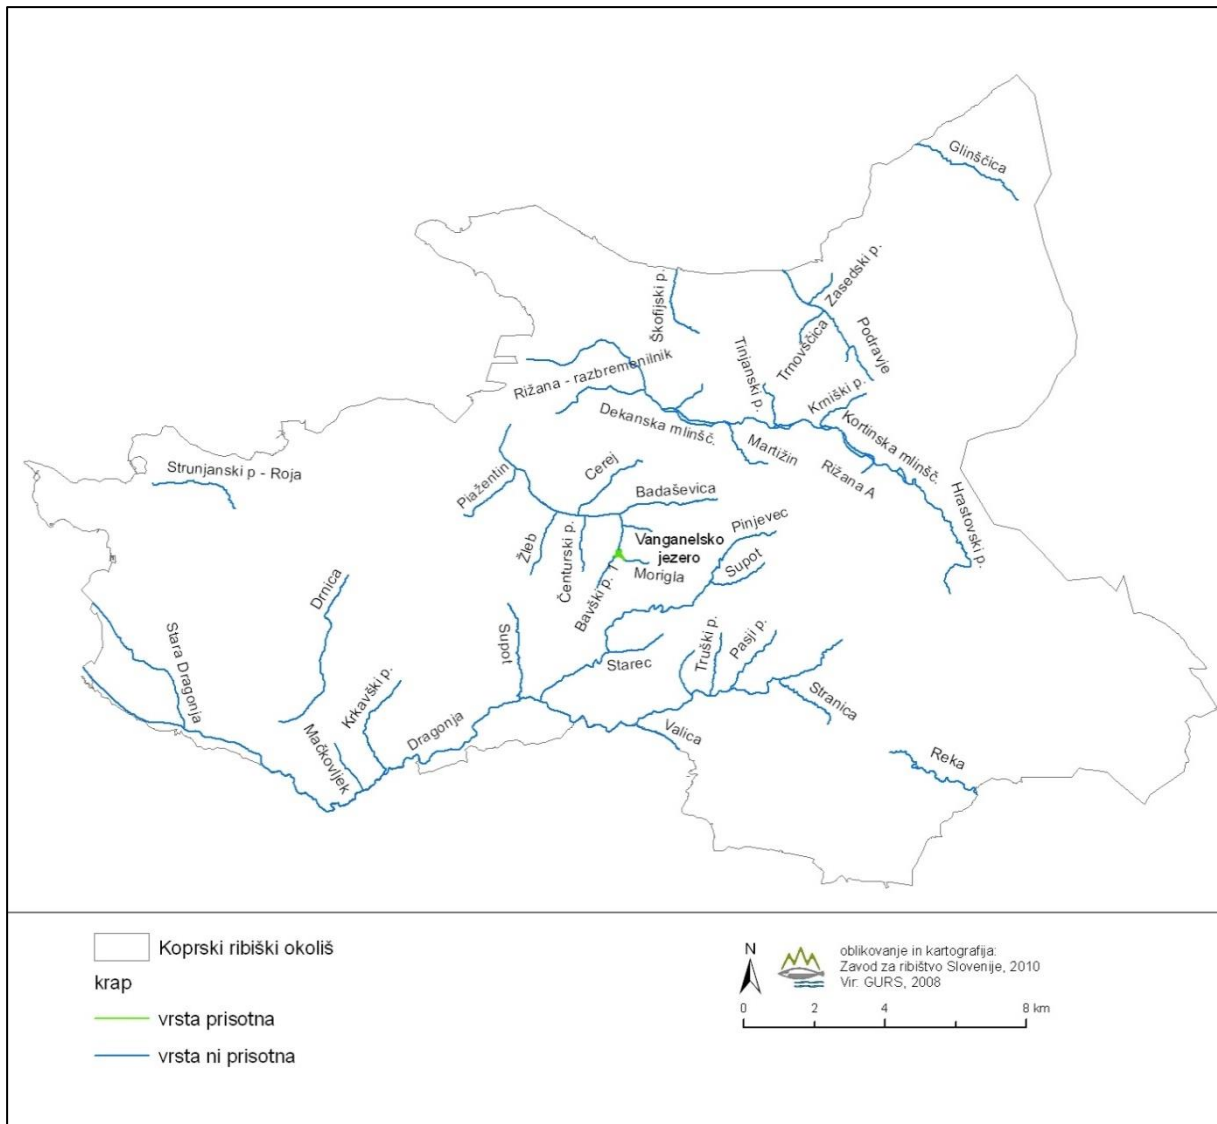 Glinščica
Zasedski p.
Škofijski p.
Trnovščica
Podravje
Tinjanski p.
Rižana - razbremenilnik
Krniški p.
Dekanska mlinšč.
Kortinska mlinšč.
Martižin
Rižana A
Hrastovski p.
Strunjanski p - Roja
Piažentin
Cerej
Badaševica
Pinjevec
Žleb
Čenturski p.
Vanganelsko
jezero
Supot
Morigla
Bavški p. 1
Drnica
Stara Dragonja
Supot
Starec
Truški p.
Pasji p.
Stranica
Krkavški p.
Mačkovljek
Dragonja
Valica
Reka
Koprski ribiški okoliš
krap
vrsta prisotna
vrsta ni prisotna
N
oblikovanje in kartografija:
Zavod za ribištvo Slovenije, 2010
Vir: GURS, 2008
0 2 4 8 km